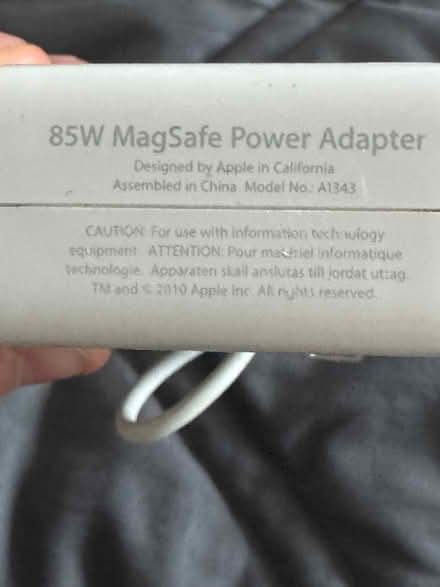 85W MagSafe Power Adapter
Designed by Apple in California
Assembled in China Model No.: A1343
CAUTION: For use with information technology
equipment. ATTENTION: Pour matériel informatique
technologie. Apparaten skall anslutas till jordat uttag.
TM and © 2010 Apple Inc. All rights reserved.